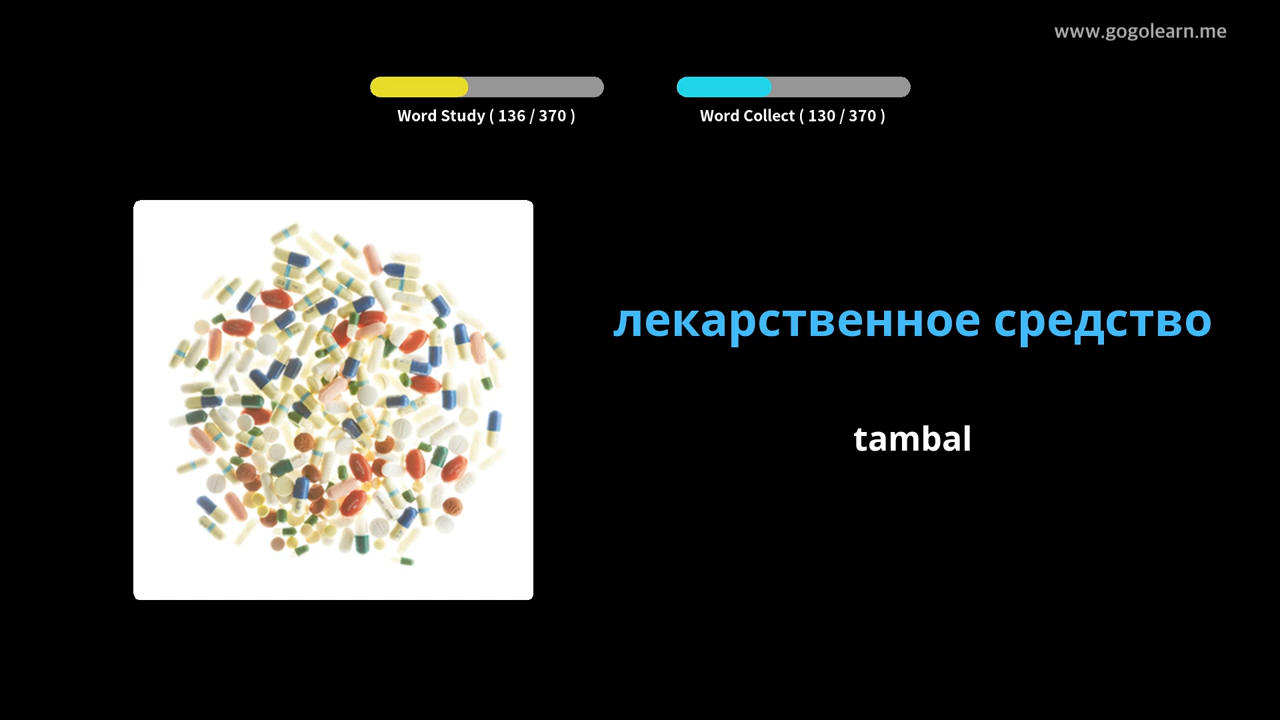 www.gogolearn.me
Word Study ( 136 / 370 )
Word Collect ( 130 / 370 )
лекарственное средство
tambal